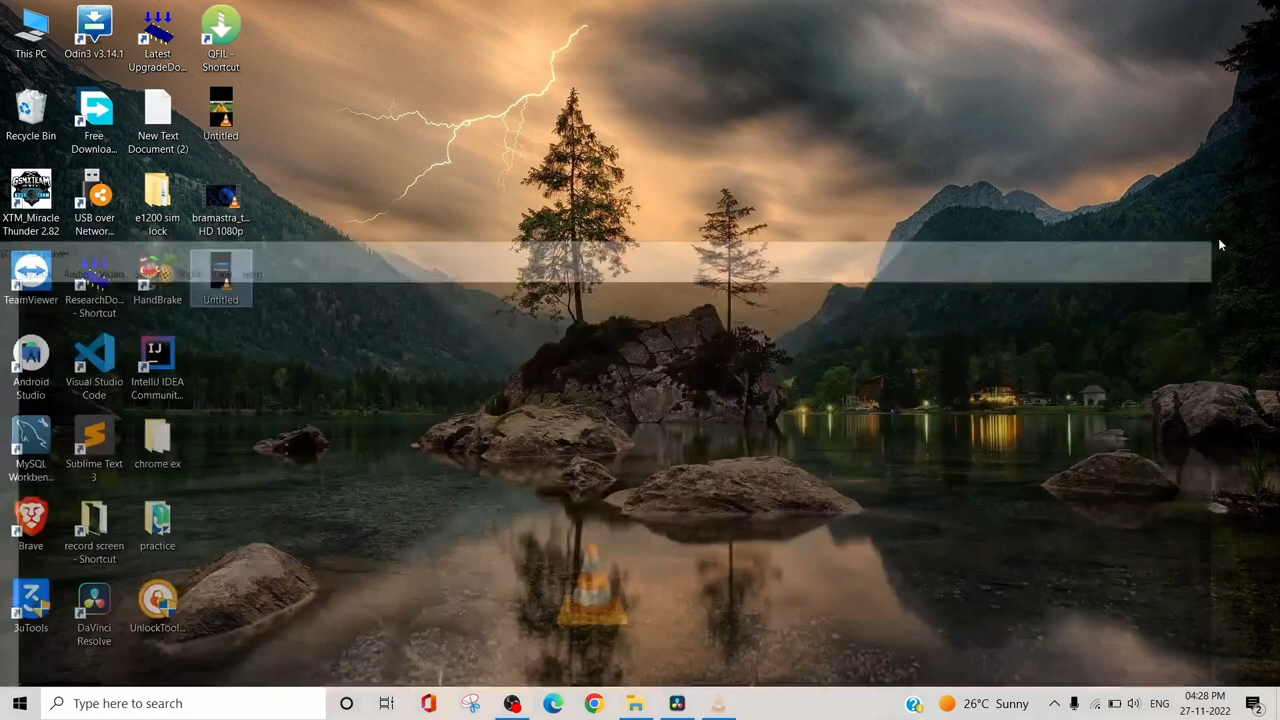 This PC
Odin3 v3.14.1
Latest
UpgradeDo...
QFIL -
Shortcut
Recycle Bin
Free
Downloa...
New Text
Document (2)
Untitled
XTM_Miracle
Thunder 2.82
USB over
Networ...
e1200 sim
lock
bramastra_t...
HD 1080p
TeamViewer
ResearchDo...
- Shortcut
HandBrake
Untitled
Android
Studio
Visual Studio
Code
IntelliJ IDEA
Communit...
MySQL
Workben...
Sublime Text
3
chrome ex
Brave
record screen
- Shortcut
practice
3uTools
DaVinci
Resolve
UnlockTool...
Type here to search
26°C Sunny
ENG
04:28 PM
27-11-2022
2